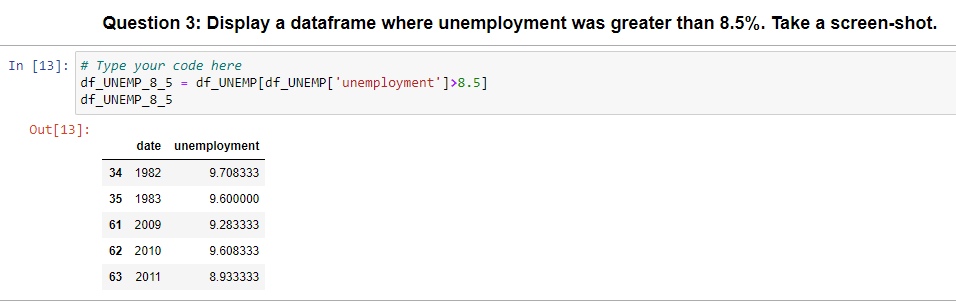 Question 3: Display a dataframe where unemployment was greater than 8.5%. Take a screen-shot.
In [13]: # Type your code here
df_UNEMP_8_5 = df_UNEMP[df_UNEMP['unemployment']>8.5]
df_UNEMP_8_5
Out[13]:
date unemployment
34 1982 9.708333
35 1983 9.600000
61 2009 9.283333
62 2010 9.608333
63 2011 8.933333